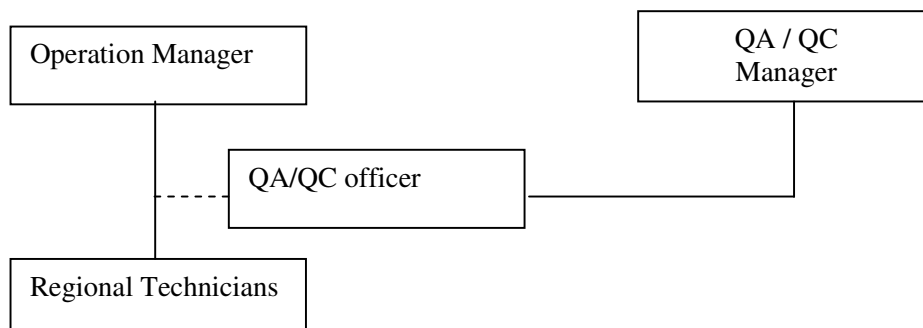 Operation Manager
QA / QC
Manager
QA/QC officer
Regional Technicians